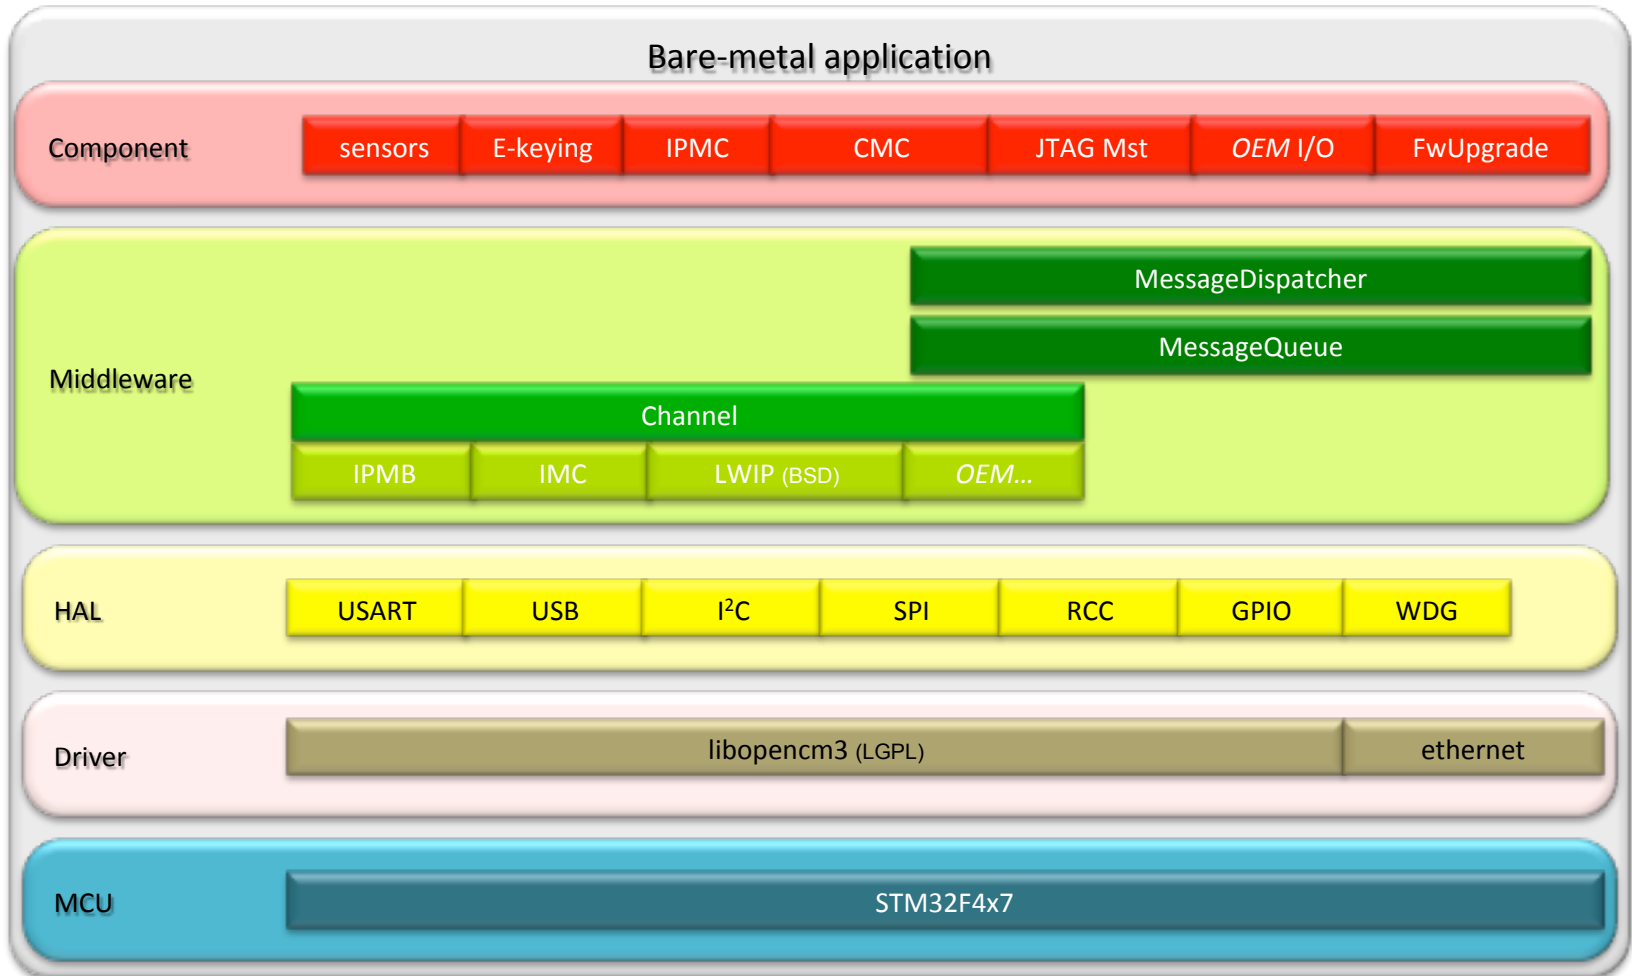 Bare-metal application
Component
sensors E-keying IPMC CMC JTAG Mst OEM I/O FwUpgrade
MessageDispatcher
MessageQueue
Middleware
Channel
IPMB IMC LWIP (BSD) OEM...
HAL
USART USB I²C SPI RCC GPIO WDG
Driver
libopencm3 (LGPL) ethernet
MCU
STM32F4x7